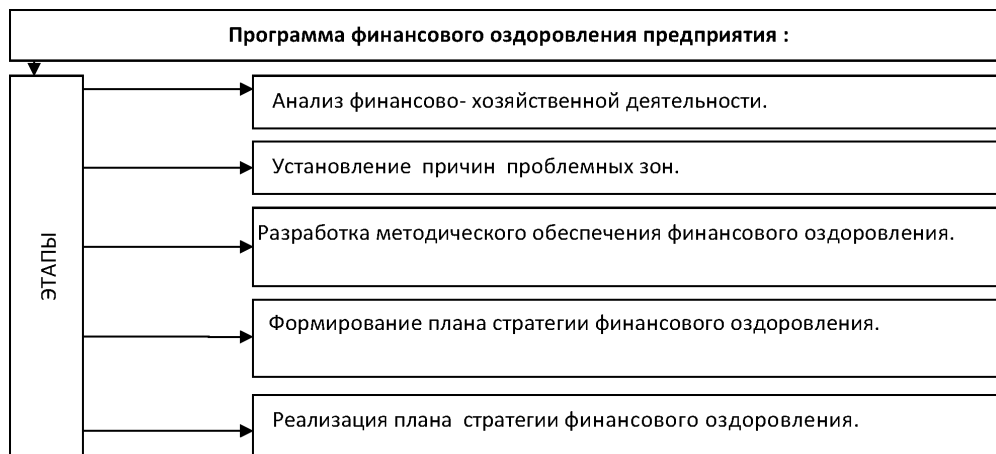 Программа финансового оздоровления предприятия :
ЭТАПЫ
Анализ финансово- хозяйственной деятельности.
Установление причин проблемных зон.
Разработка методического обеспечения финансового оздоровления.
Формирование плана стратегии финансового оздоровления.
Реализация плана стратегии финансового оздоровления.